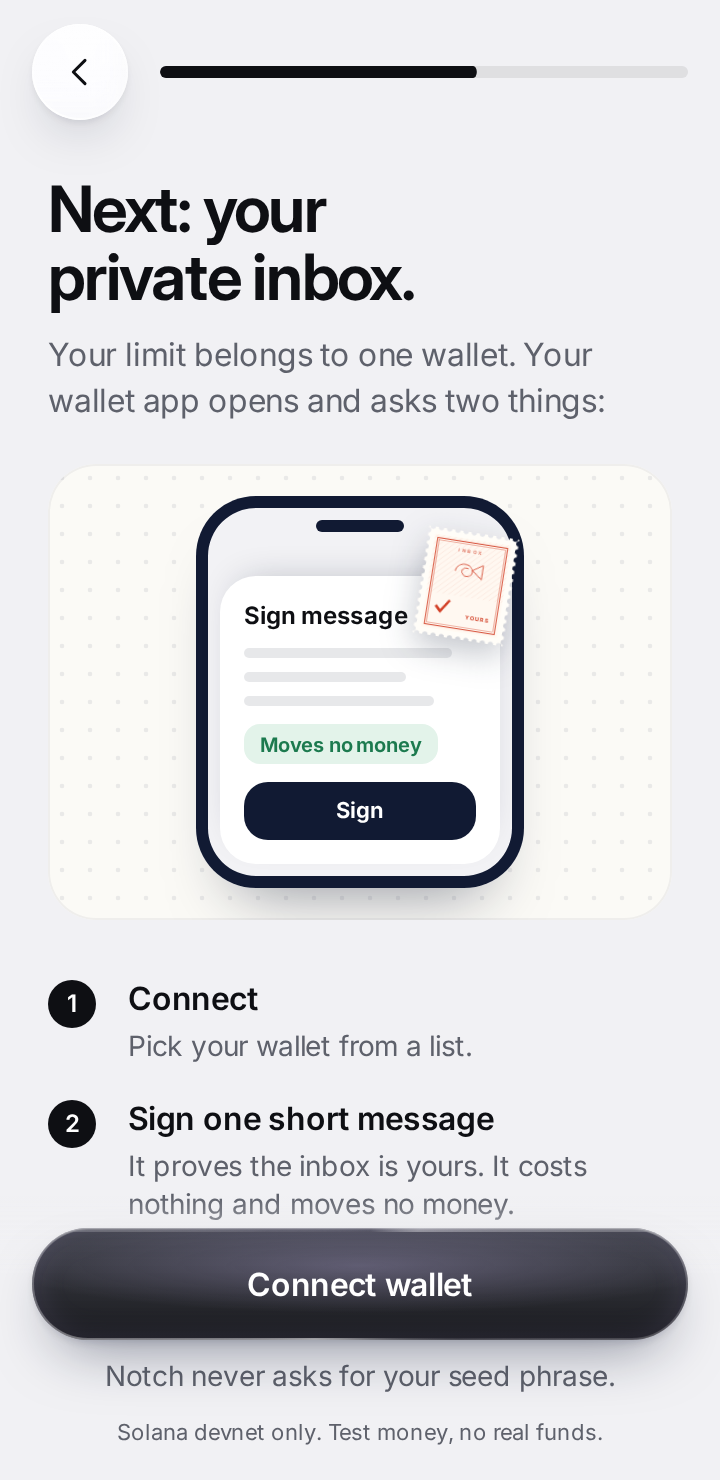 Next: your
private inbox.
Your limit belongs to one wallet. Your
wallet app opens and asks two things:
INBOX
YOURS
Sign message
Moves no money
Sign
1
Connect
Pick your wallet from a list.
2
Sign one short message
It proves the inbox is yours. It costs
nothing and moves no money.
Connect wallet
Notch never asks for your seed phrase.
Solana devnet only. Test money, no real funds.